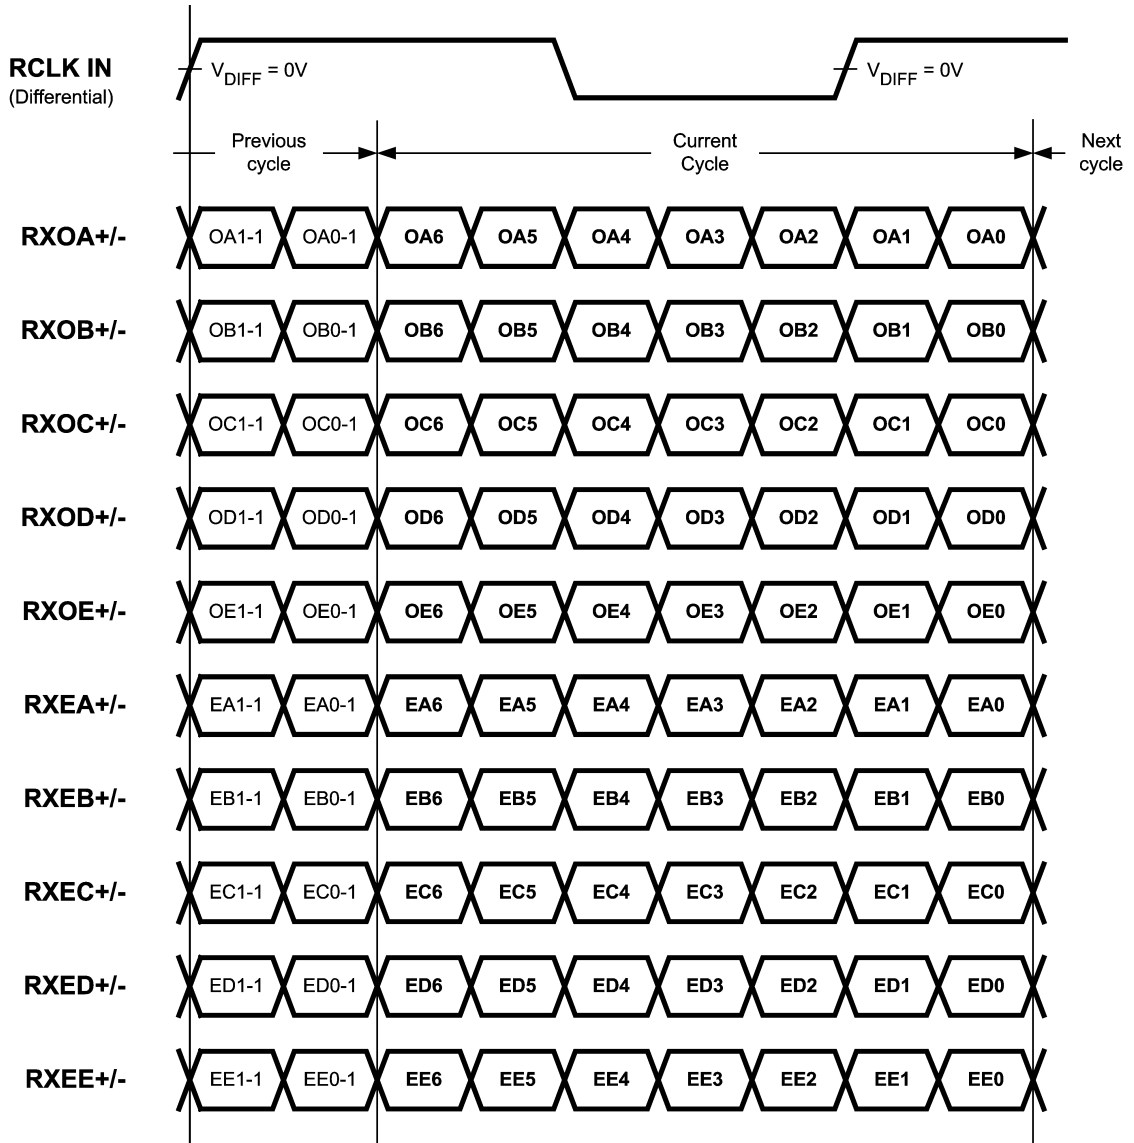 RCLK IN
(Differential)
VDIFF = 0V
VDIFF = 0V
Previous
cycle
Current
Cycle
Next
cycle
RXOA+/- OA1-1 OA0-1 OA6 OA5 OA4 OA3 OA2 OA1 OA0
RXOB+/- OB1-1 OB0-1 OB6 OB5 OB4 OB3 OB2 OB1 OB0
RXOC+/- OC1-1 OC0-1 OC6 OC5 OC4 OC3 OC2 OC1 OC0
RXOD+/- OD1-1 OD0-1 OD6 OD5 OD4 OD3 OD2 OD1 OD0
RXOE+/- OE1-1 OE0-1 OE6 OE5 OE4 OE3 OE2 OE1 OE0
RXEA+/- EA1-1 EA0-1 EA6 EA5 EA4 EA3 EA2 EA1 EA0
RXEB+/- EB1-1 EB0-1 EB6 EB5 EB4 EB3 EB2 EB1 EB0
RXEC+/- EC1-1 EC0-1 EC6 EC5 EC4 EC3 EC2 EC1 EC0
RXED+/- ED1-1 ED0-1 ED6 ED5 ED4 ED3 ED2 ED1 ED0
RXEE+/- EE1-1 EE0-1 EE6 EE5 EE4 EE3 EE2 EE1 EE0